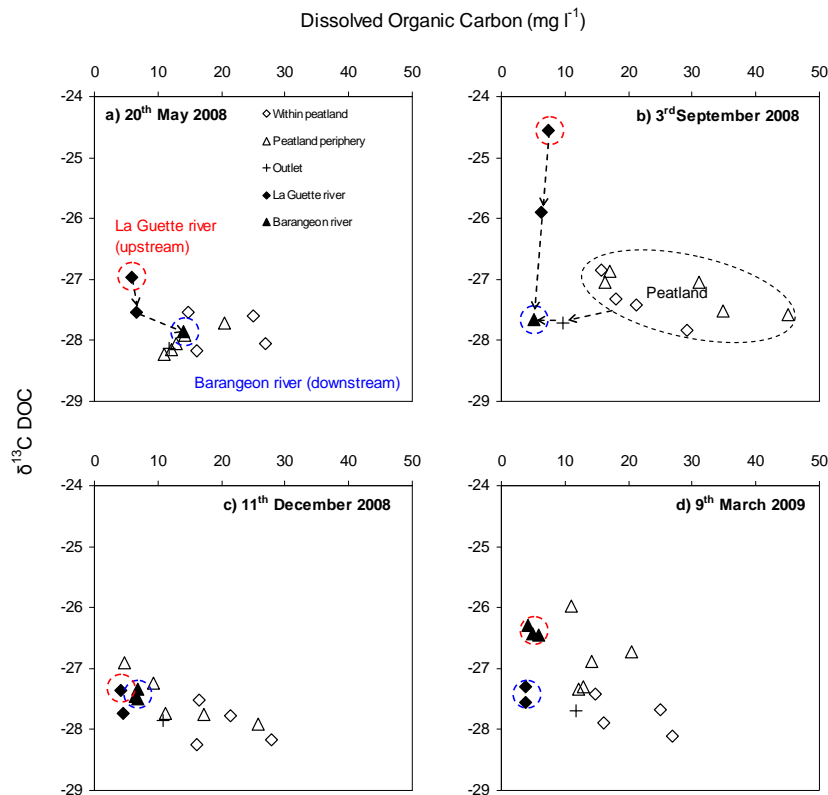 Dissolved Organic Carbon (mg l⁻¹)
0 10 20 30 40 50
0 10 20 30 40 50
-24
-25
-26
-27
-28
-29
a) 20th May 2008
Within peatland
Peatland periphery
Outlet
La Guette river
Barangeon river
La Guette river
(upstream)
Barangeon river (downstream)
-24
-25
-26
-27
-28
-29
b) 3rdSeptember 2008
Peatland
δ¹³C DOC
0 10 20 30 40 50
0 10 20 30 40 50
-24
-25
-26
-27
-28
-29
c) 11th December 2008
-24
-25
-26
-27
-28
-29
d) 9th March 2009